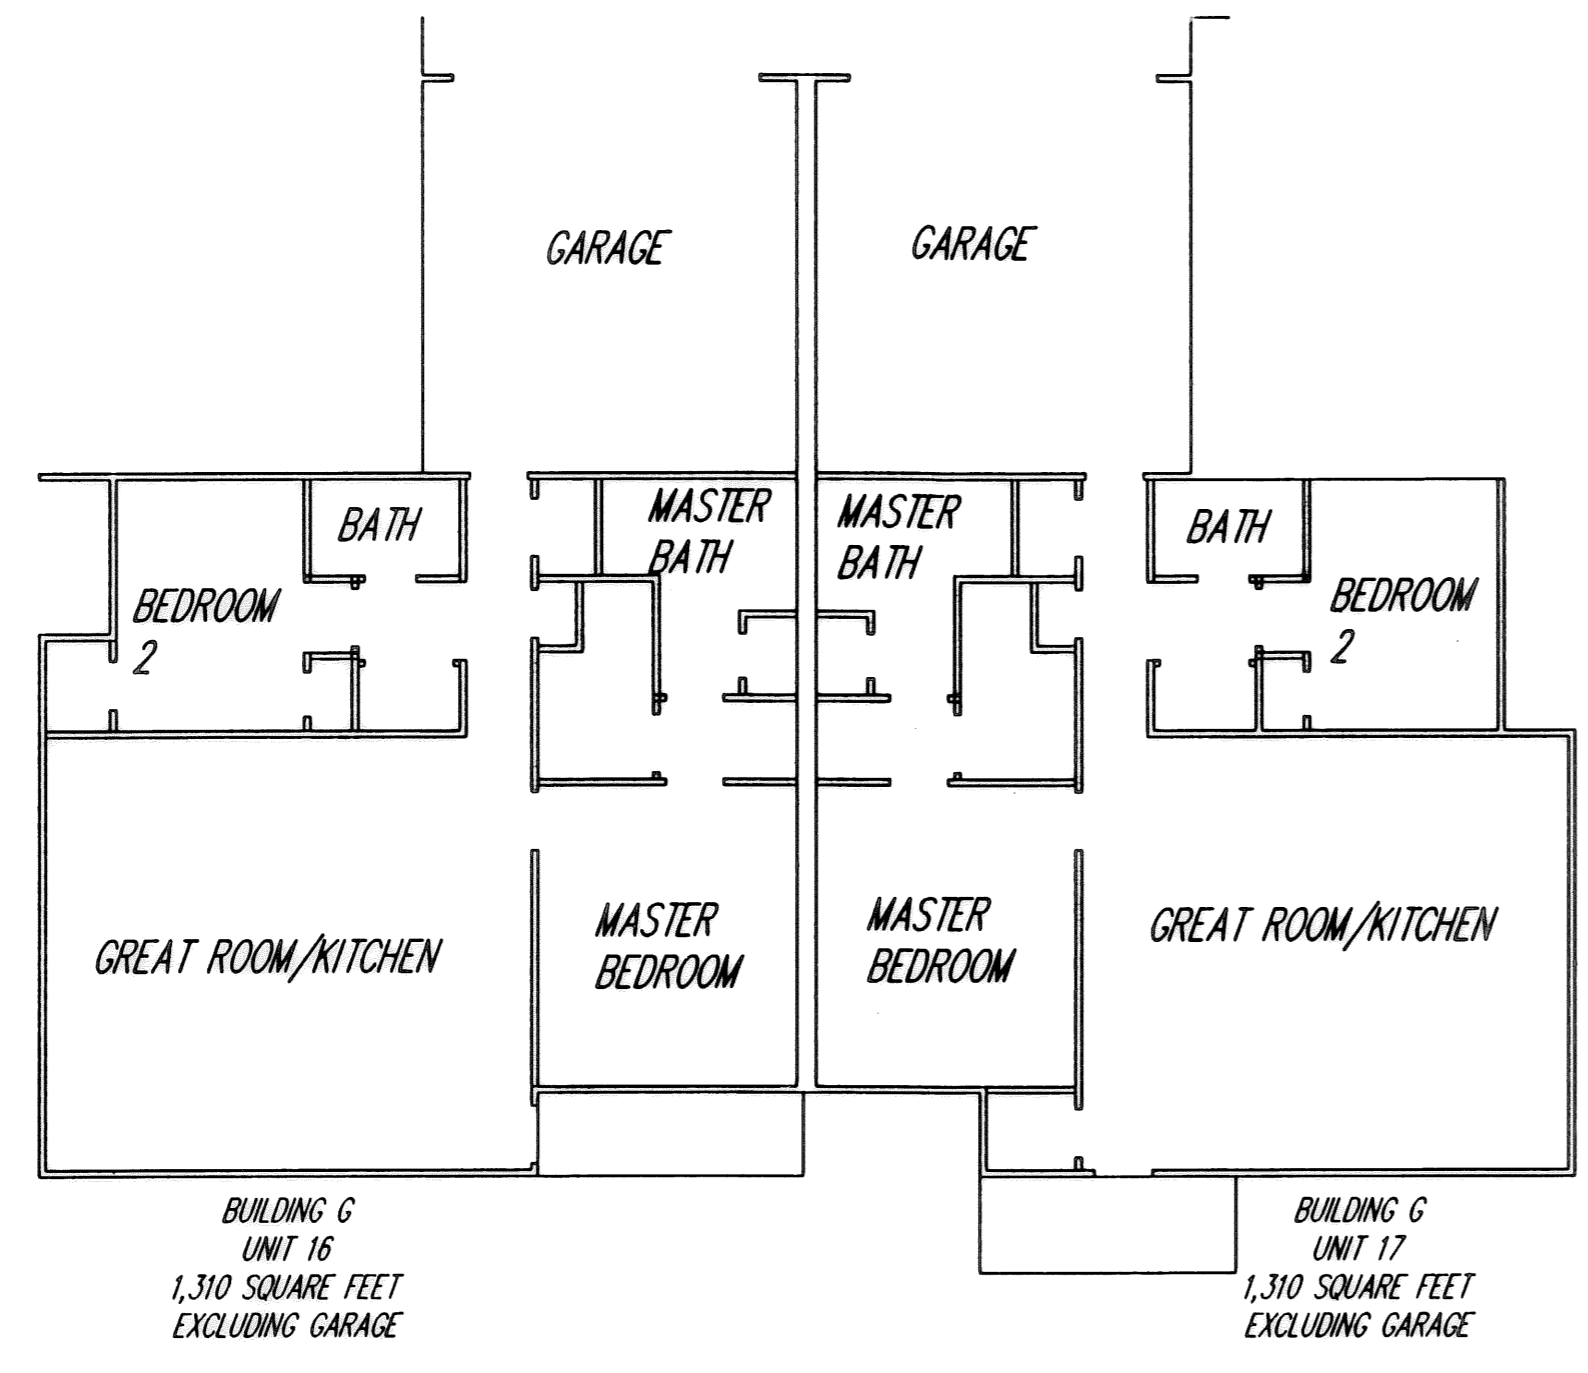 GARAGE
GARAGE
MASTER
BATH
MASTER
BATH
BATH
BATH
BEDROOM
2
BEDROOM
2
MASTER
BEDROOM
MASTER
BEDROOM
GREAT ROOM/KITCHEN
GREAT ROOM/KITCHEN
BUILDING G
UNIT 16
1,310 SQUARE FEET
EXCLUDING GARAGE
BUILDING G
UNIT 17
1,310 SQUARE FEET
EXCLUDING GARAGE